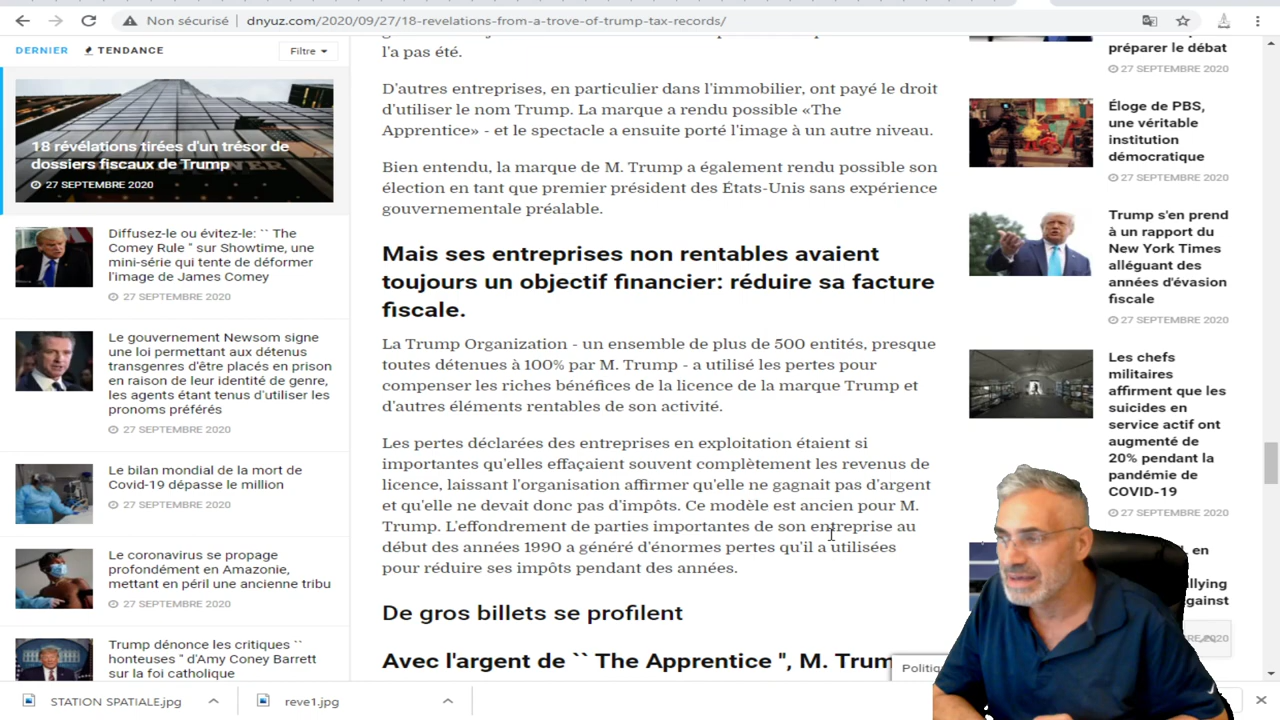 Non sécurisé | dnyuz.com/2020/09/27/18-revelations-from-a-trove-of-trump-tax-records/
DERNIER
TENDANCE
Filtre
18 révélations tirées d'un trésor de
dossiers fiscaux de Trump
27 SEPTEMBRE 2020
Diffusez-le ou évitez-le: `` The
Comey Rule '' sur Showtime, une
mini-série qui tente de déformer
l'image de James Comey
27 SEPTEMBRE 2020
Le gouvernement Newsom signe
une loi permettant aux détenus
transgenres d'être placés en prison
en raison de leur identité de genre,
les agents étant tenus d'utiliser les
pronoms préférés
27 SEPTEMBRE 2020
Le bilan mondial de la mort de
Covid-19 dépasse le million
27 SEPTEMBRE 2020
Le coronavirus se propage
profondément en Amazonie,
mettant en péril une ancienne tribu
27 SEPTEMBRE 2020
Trump dénonce les critiques ``
honteuses '' d'Amy Coney Barrett
sur la foi catholique
l'a pas été.
D'autres entreprises, en particulier dans l'immobilier, ont payé le droit
d'utiliser le nom Trump. La marque a rendu possible «The
Apprentice» - et le spectacle a ensuite porté l'image à un autre niveau.
Bien entendu, la marque de M. Trump a également rendu possible son
élection en tant que premier président des États-Unis sans expérience
gouvernementale préalable.
Mais ses entreprises non rentables avaient
toujours un objectif financier: réduire sa facture
fiscale.
La Trump Organization - un ensemble de plus de 500 entités, presque
toutes détenues à 100% par M. Trump - a utilisé les pertes pour
compenser les riches bénéfices de la licence de la marque Trump et
d'autres éléments rentables de son activité.
Les pertes déclarées des entreprises en exploitation étaient si
importantes qu'elles effaçaient souvent complètement les revenus de
licence, laissant l'organisation affirmer qu'elle ne gagnait pas d'argent
et qu'elle ne devait donc pas d'impôts. Ce modèle est ancien pour M.
Trump. L'effondrement de parties importantes de son entreprise au
début des années 1990 a généré d'énormes pertes qu'il a utilisées
pour réduire ses impôts pendant des années.
De gros billets se profilent
Avec l'argent de `` The Apprentice '', M. Trum
préparer le débat
27 SEPTEMBRE 2020
Éloge de PBS,
une véritable
institution
démocratique
27 SEPTEMBRE 2020
Trump s'en prend
à un rapport du
New York Times
alléguant des
années d'évasion
fiscale
27 SEPTEMBRE 2020
Les chefs
militaires
affirment que les
suicides en
service actif ont
augmenté de
20% pendant la
pandémie de
COVID-19
27 SEPTEMBRE 2020
en
Politiq
STATION SPATIALE.jpg
reve1.jpg